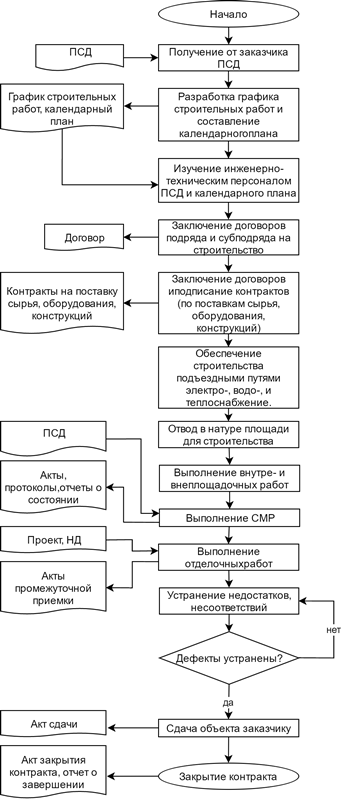 Начало
ПСД
Получение от заказчика
ПСД
График строительных
работ, календарный
план
Разработка графика
строительных работ и
составление
календарногоплана
Изучение инженерно-
техническим персоналом
ПСД и календарного плана
Договор
Заключение договоров
подряда и субподряда на
строительство
Контракты на поставку
сырья, оборудования,
конструкций
Заключение договоров
иподписание контрактов
(по поставкам сырья,
оборудования,
конструкций)
Обеспечение
строительства
подъездными путями
электро-, водо-, и
теплоснабжение.
ПСД
Отвод в натуре площади
для строительства
Акты,
протоколы,отчеты о
состоянии
Выполнение внутре- и
внеплощадочных работ
Выполнение СМР
Проект, НД
Выполнение
отделочныхработ
Акты
промежуточной
приемки
Устранение недостатков,
несоответствий
нет
Дефекты устранены?
да
Акт сдачи
Сдача объекта заказчику
Акт закрытия
контракта, отчет о
завершении
Закрытие контракта